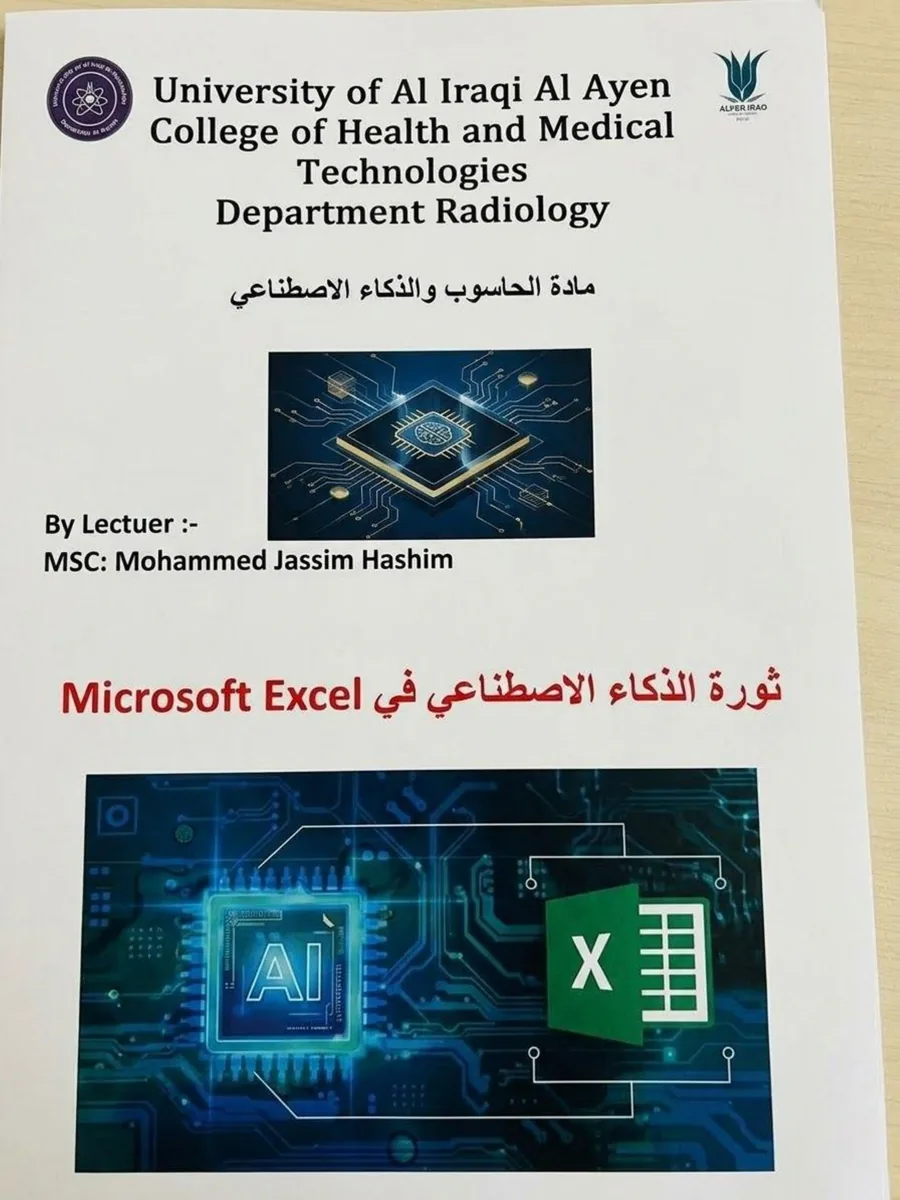 University of Al Iraqi Al Ayen
College of Health and Medical
Technologies
Department Radiology
مادة الحاسوب والذكاء الاصطناعي
By Lectuer :-
MSC: Mohammed Jassim Hashim
ثورة الذكاء الاصطناعي في Microsoft Excel
AI
X